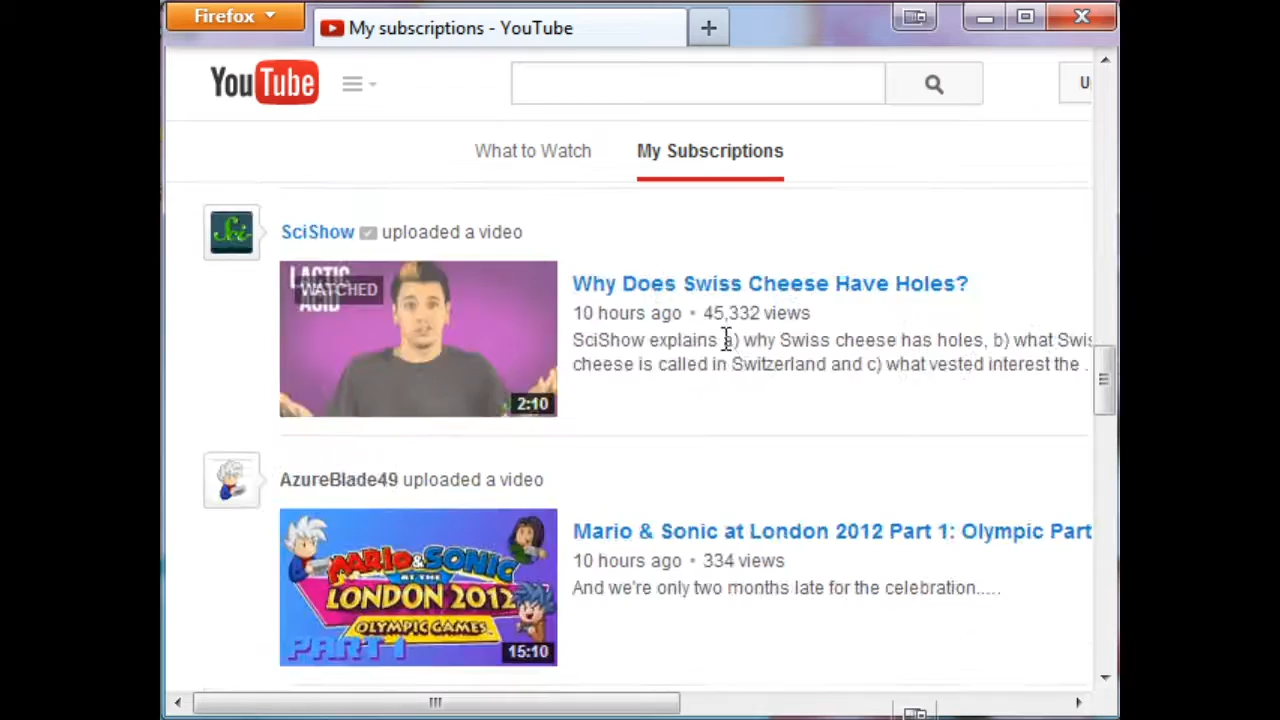 Firefox
My subscriptions - YouTube
YouTube
U
What to Watch
My Subscriptions
SciShow uploaded a video
LACTIC
ACID
WATCHED
2:10
Why Does Swiss Cheese Have Holes?
10 hours ago • 45,332 views
SciShow explains a) why Swiss cheese has holes, b) what Swis
cheese is called in Switzerland and c) what vested interest the .
AzureBlade49 uploaded a video
MARIO & SONIC
AT THE
LONDON 2012
OLYMPIC GAMES
PART 1
15:10
Mario & Sonic at London 2012 Part 1: Olympic Part
10 hours ago • 334 views
And we're only two months late for the celebration.....